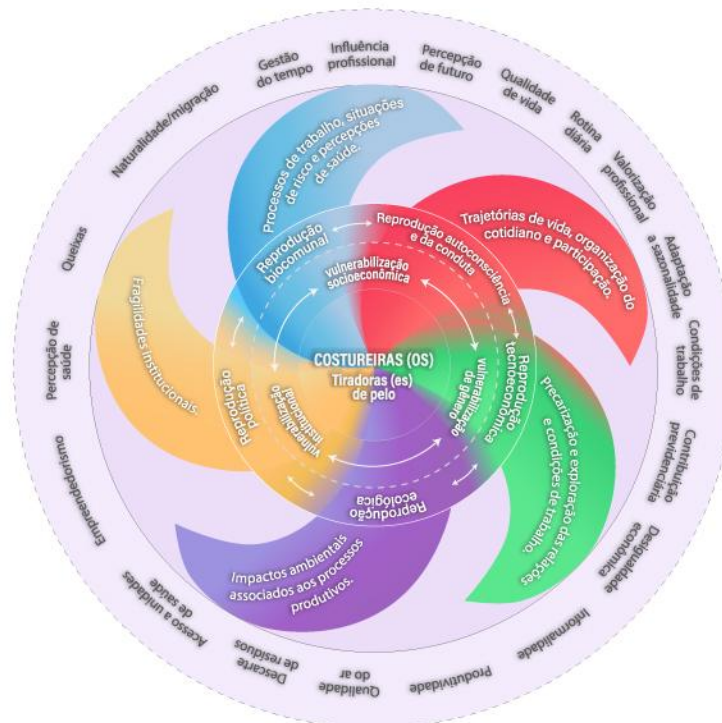 Gestão
do tempo
Influência
profissional
Percepção
de futuro
Qualidade
de vida
Rotina
diária
Valorização
profissional
Adaptação
a sazonalidade
Condições de
trabalho
Contribuição
previdenciária
Desigualdade
econômica
Informalidade
Produtividade
Qualidade
do ar
Descarte
de resíduos
Acesso a unidades
de saúde
Empreendedorismo
Percepção de
saúde
Queixas
Naturalidade/migração
Processos de trabalho, situações
de risco e percepções
de saúde.
Trajetórias de vida, organização do
cotidiano e participação.
Precarização e exploração das relações
e condições de trabalho.
Impactos ambientais
associados aos processos
produtivos.
Fragilidades institucionais.
Reprodução
biocomunal
Reprodução autoconsciência
e da conduta
Reprodução
tecnoeconômica
Reprodução
ecológica
Reprodução
política
vulnerabilização
socioeconômica
vulnerabilização
de gênero
vulnerabilização
institucional
COSTUREIRAS (OS)
Tiradoras (es)
de pelo